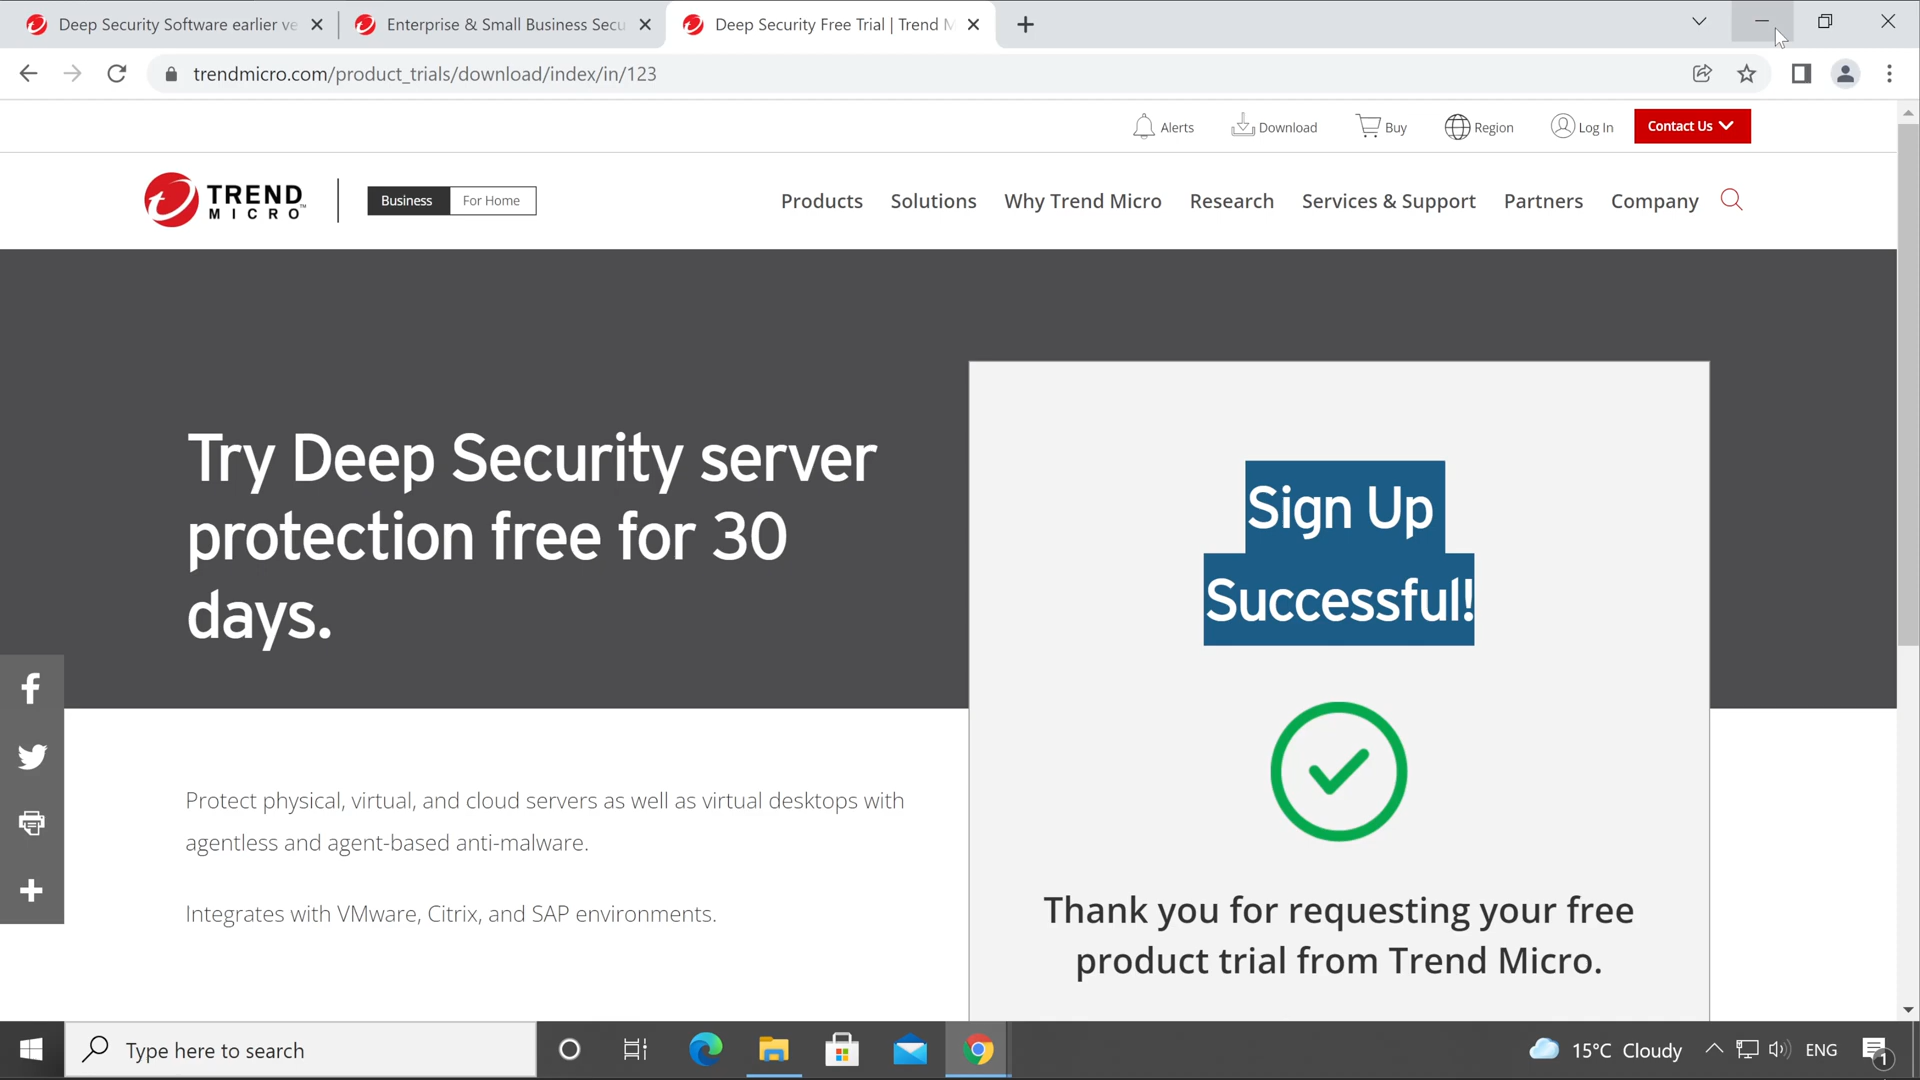 Deep Security Software earlier ve
Enterprise & Small Business Secu
Deep Security Free Trial | Trend M
trendmicro.com/product_trials/download/index/in/123
Alerts
Download
Buy
Region
Log In
Contact Us
TREND
MICRO™
Business
For Home
Products
Solutions
Why Trend Micro
Research
Services & Support
Partners
Company
Try Deep Security server
protection free for 30
days.
Sign Up
Successful!
Protect physical, virtual, and cloud servers as well as virtual desktops with
agentless and agent-based anti-malware.
Integrates with VMware, Citrix, and SAP environments.
Thank you for requesting your free
product trial from Trend Micro.
Type here to search
15°C Cloudy
ENG
1